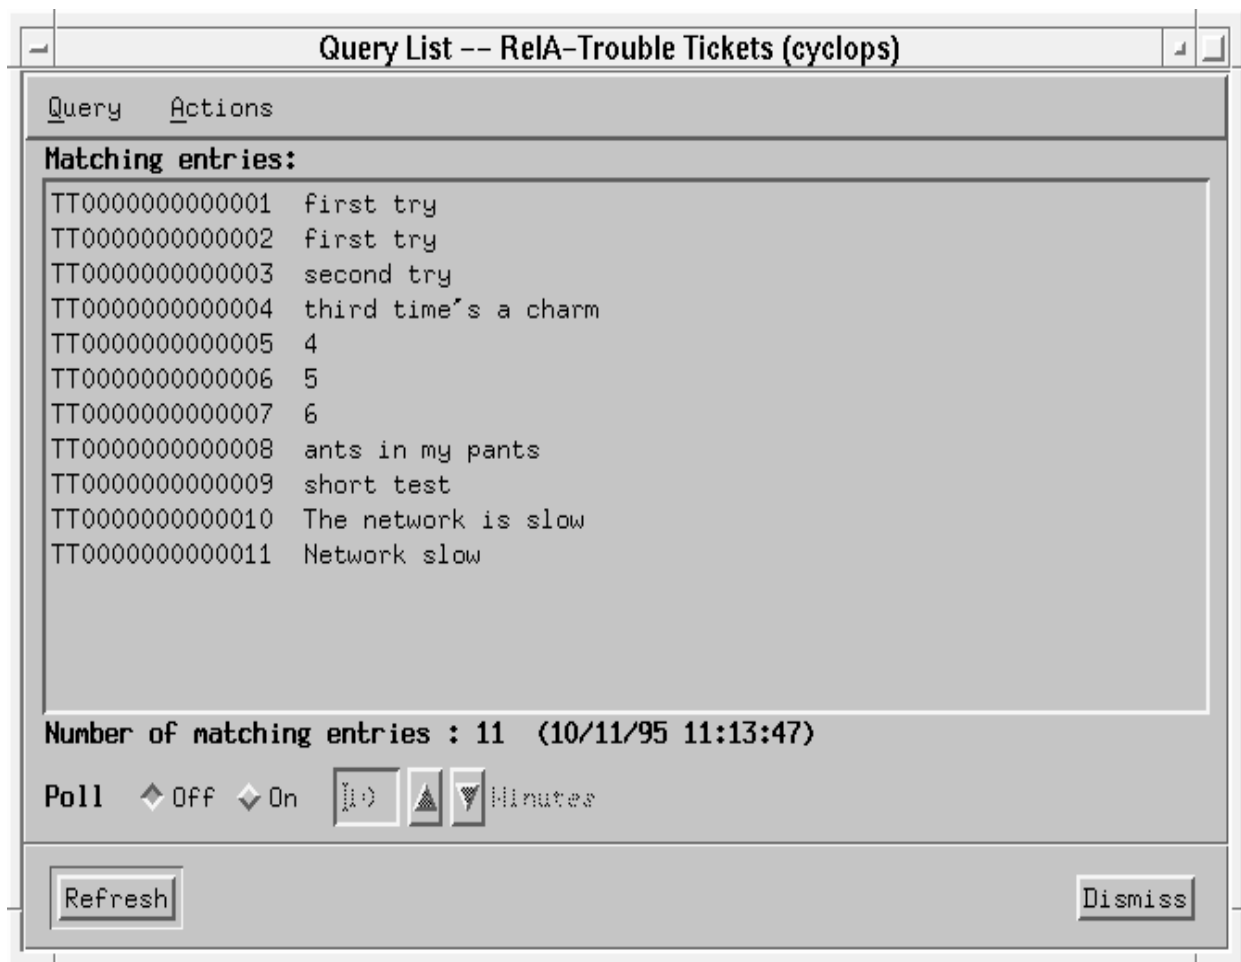 Query List -- RelA-Trouble Tickets (cyclops)
Query Actions
Matching entries:
TT0000000000001 first try
TT0000000000002 first try
TT0000000000003 second try
TT0000000000004 third time's a charm
TT0000000000005 4
TT0000000000006 5
TT0000000000007 6
TT0000000000008 ants in my pants
TT0000000000009 short test
TT0000000000010 The network is slow
TT0000000000011 Network slow
Number of matching entries : 11 (10/11/95 11:13:47)
Poll Off On Minutes
Refresh Dismiss